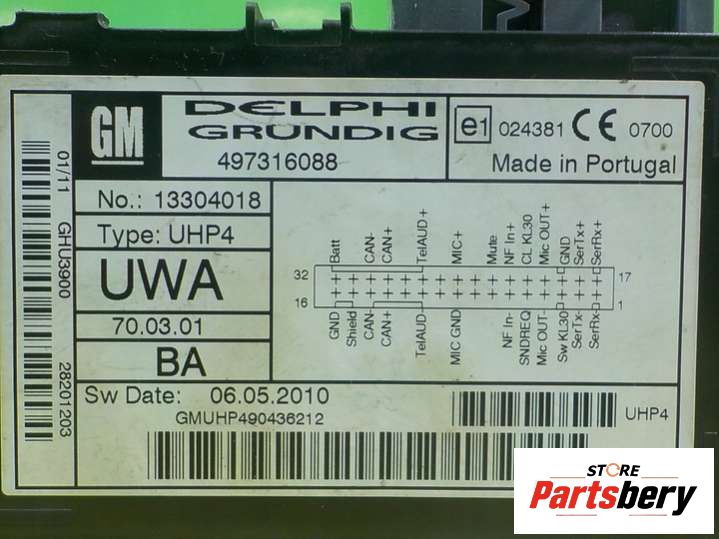 GM
DELPHI
GRUNDIG
497316088
e1 024381 CE 0700
Made in Portugal
No.: 13304018
Type: UHP4
UWA
70.03.01
BA
Batt CAN- CAN+ TelAUD+ MIC+ Mute NF In+ CL KL30 Mic OUT+ GND SerTx+ SerRx+
32 17
16 1
GND Shield CAN- CAN+ TelAUD- MIC GND NF In- SNDREQ Mic OUT- Sw KL30 SerTx- SerRx-
Sw Date: 06.05.2010
GMUHP490436212
UHP4
01/11 GHU3900 28201203
STORE
Partsbery